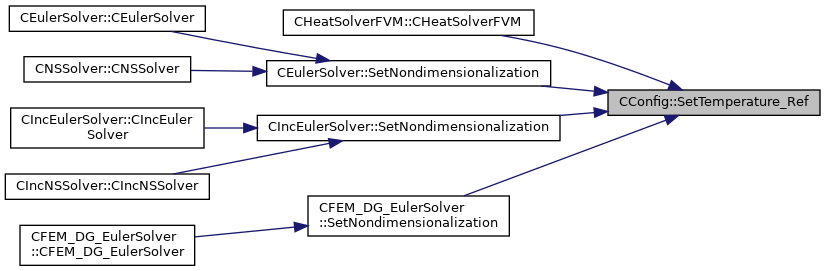 CEulerSolver::CEulerSolver
CHeatSolverFVM::CHeatSolverFVM
CNSSolver::CNSSolver
CEulerSolver::SetNondimensionalization
CConfig::SetTemperature_Ref
CIncEulerSolver::CIncEuler
Solver
CIncEulerSolver::SetNondimensionalization
CIncNSSolver::CIncNSSolver
CFEM_DG_EulerSolver
::SetNondimensionalization
CFEM_DG_EulerSolver
::CFEM_DG_EulerSolver